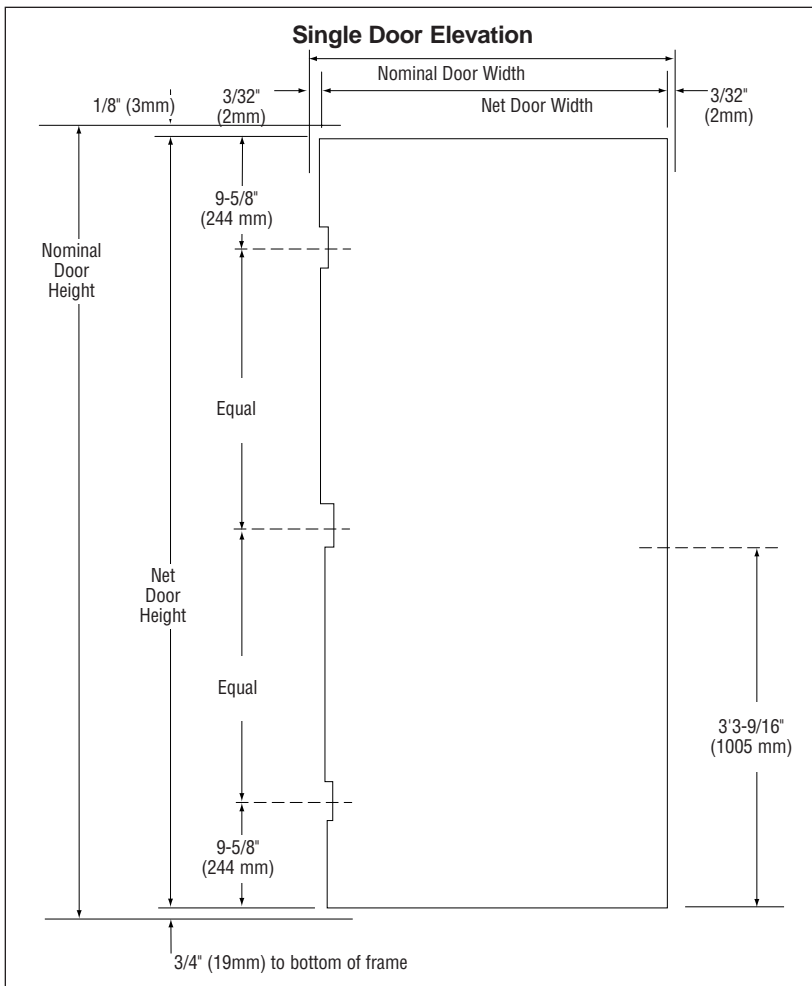 Single Door Elevation
Nominal Door Width
1/8" (3mm)
3/32"
(2mm)
Net Door Width
3/32"
(2mm)
9-5/8"
(244 mm)
Nominal
Door
Height
Equal
Net
Door
Height
Equal
3'3-9/16"
(1005 mm)
9-5/8"
(244 mm)
3/4" (19mm) to bottom of frame